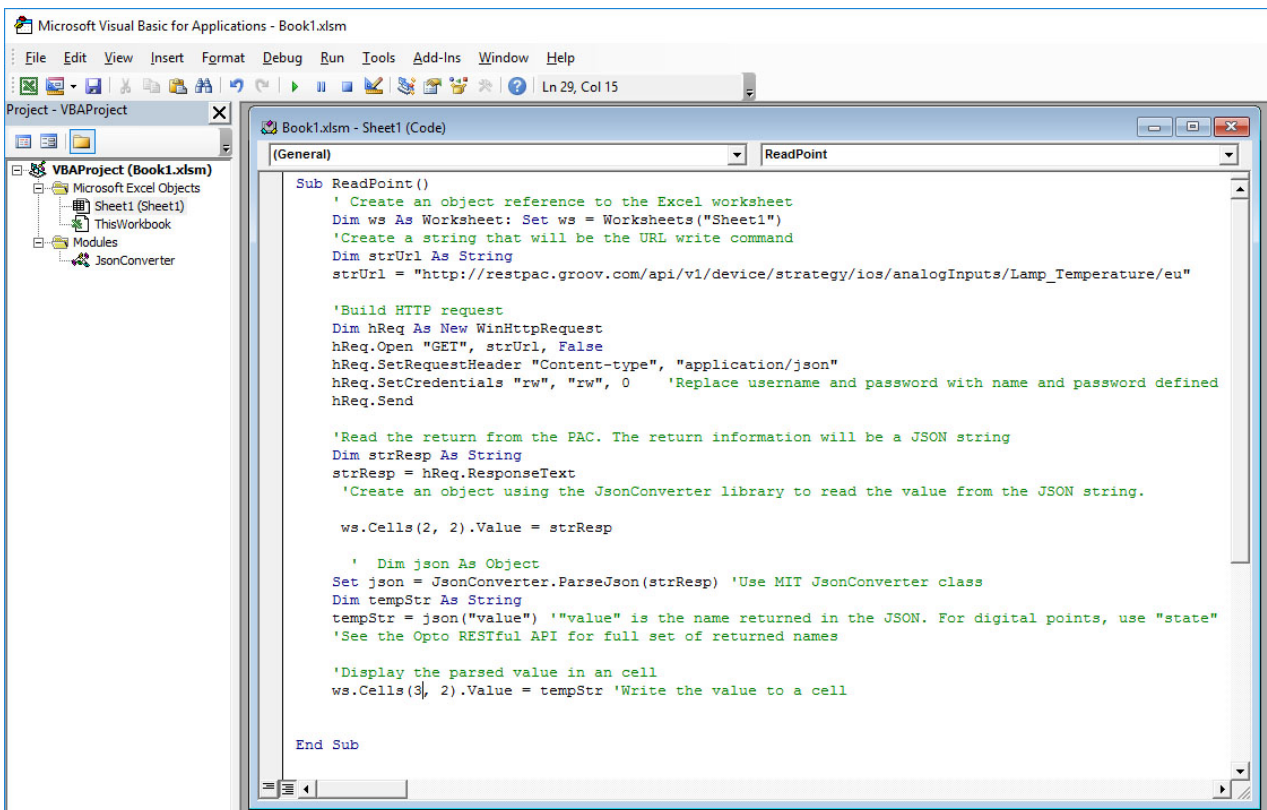 Microsoft Visual Basic for Applications - Book1.xlsm
File Edit View Insert Format Debug Run Tools Add-Ins Window Help
Ln 29, Col 15
Project - VBAProject
VBAProject (Book1.xlsm)
Microsoft Excel Objects
Sheet1 (Sheet1)
ThisWorkbook
Modules
JsonConverter
Book1.xlsm - Sheet1 (Code)
(General) ReadPoint
Sub ReadPoint()
' Create an object reference to the Excel worksheet
Dim ws As Worksheet: Set ws = Worksheets("Sheet1")
'Create a string that will be the URL write command
Dim strUrl As String
strUrl = "http://restpac.groov.com/api/v1/device/strategy/ios/analogInputs/Lamp_Temperature/eu"
'Build HTTP request
Dim hReq As New WinHttpRequest
hReq.Open "GET", strUrl, False
hReq.SetRequestHeader "Content-type", "application/json"
hReq.SetCredentials "rw", "rw", 0 'Replace username and password with name and password defined
hReq.Send
'Read the return from the PAC. The return information will be a JSON string
Dim strResp As String
strResp = hReq.ResponseText
'Create an object using the JsonConverter library to read the value from the JSON string.
ws.Cells(2, 2).Value = strResp
' Dim json As Object
Set json = JsonConverter.ParseJson(strResp) 'Use MIT JsonConverter class
Dim tempStr As String
tempStr = json("value") '"value" is the name returned in the JSON. For digital points, use "state"
'See the Opto RESTful API for full set of returned names
'Display the parsed value in an cell
ws.Cells(3, 2).Value = tempStr 'Write the value to a cell
End Sub